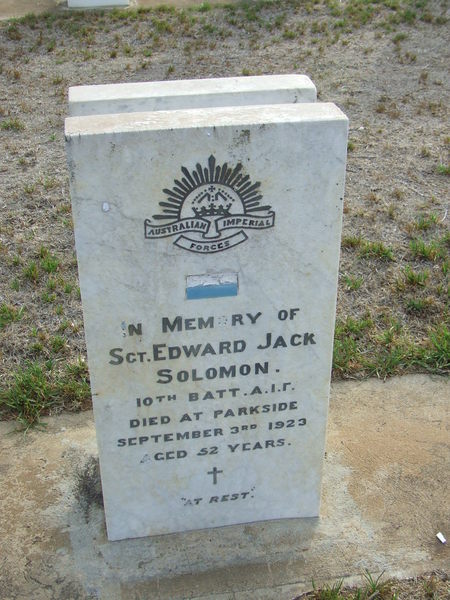 AUSTRALIAN IMPERIAL
FORCES
IN MEMORY OF
SGT. EDWARD JACK
SOLOMON.
10TH BATT. A.I.F.
DIED AT PARKSIDE
SEPTEMBER 3RD 1923
AGED 52 YEARS.
"AT REST."